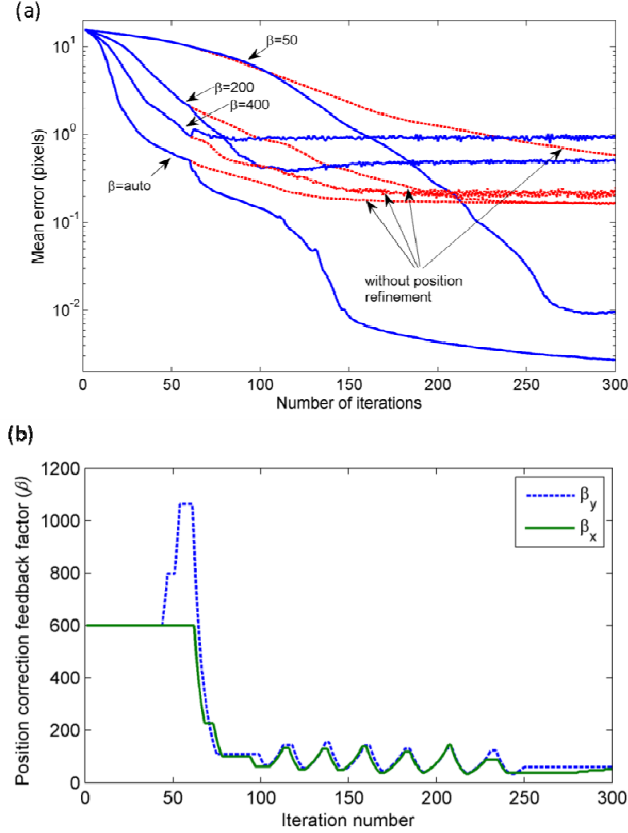 (a)
10^1
10^0
10^-1
10^-2
Mean error (pixels)
β=50
β=200
β=400
β=auto
without position
refinement
0 50 100 150 200 250 300
Number of iterations
(b)
1200
1000
800
600
400
200
0
Position correction feedback factor (β)
β_y
β_x
0 50 100 150 200 250 300
Iteration number